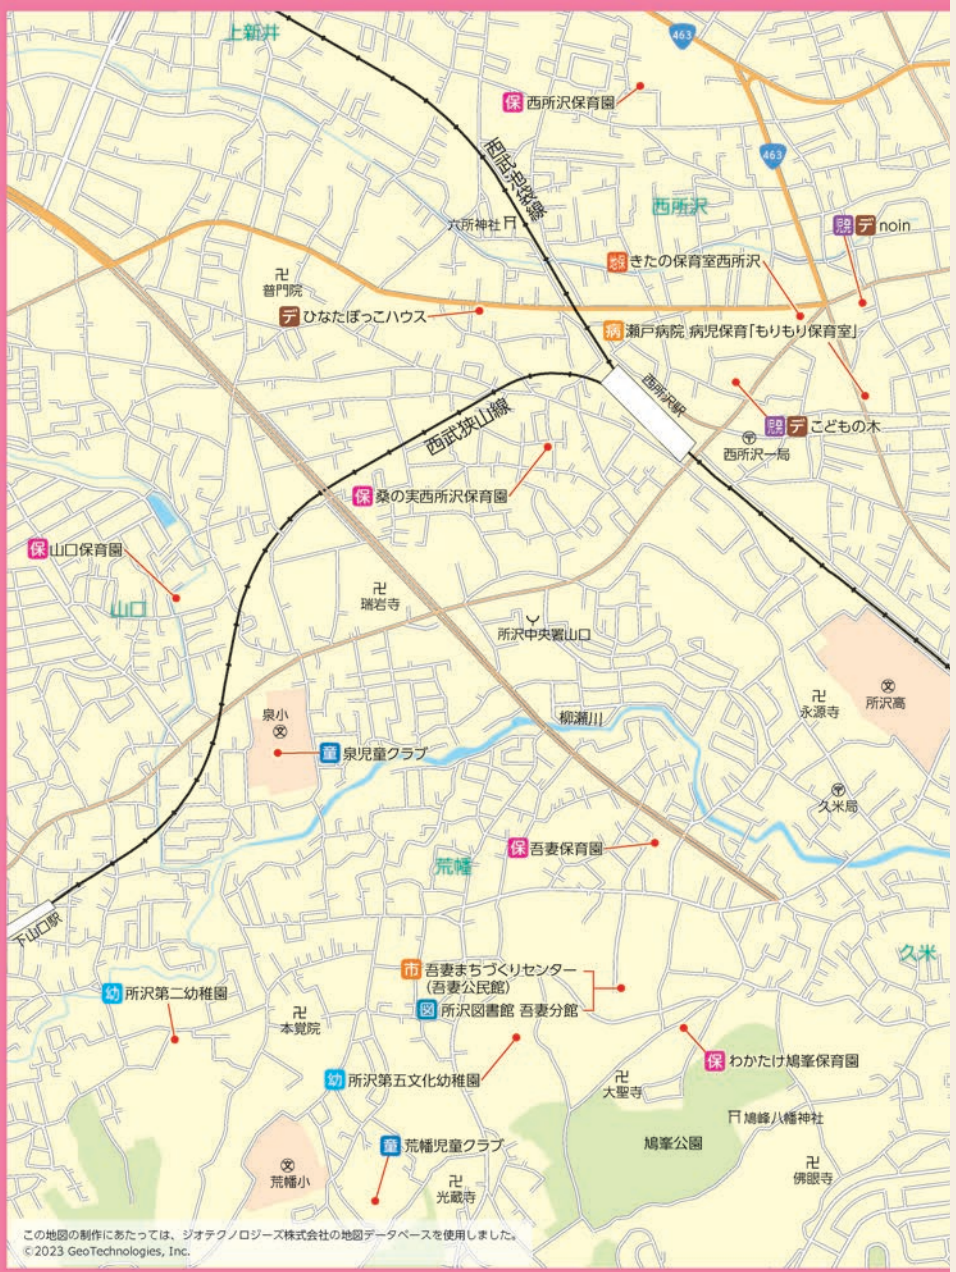 上新井
463
保 西所沢保育園
西武池袋線
463
西所沢
六所神社
児発 デ noin
地保 きたの保育室西所沢
卍
普門院
デ ひなたぼっこハウス
病 瀬戸病院 病児保育「もりもり保育室」
西所沢駅
西武狭山線
児発 デ こどもの木
〒
西所沢一局
保 桑の実西所沢保育園
保 山口保育園
山口
卍
瑞岩寺
所沢中央署山口
文
所沢高
卍
永源寺
泉小
文
柳瀬川
童 泉児童クラブ
〒
久米局
保 吾妻保育園
荒幡
下山口駅
久米
市 吾妻まちづくりセンター
(吾妻公民館)
図 所沢図書館 吾妻分館
幼 所沢第二幼稚園
卍
本覚院
保 わかたけ鳩峯保育園
幼 所沢第五文化幼稚園
卍
大聖寺
鳩峰八幡神社
鳩峯公園
童 荒幡児童クラブ
文
荒幡小
卍
光蔵寺
卍
佛眼寺
この地図の制作にあたっては、ジオテクノロジーズ株式会社の地図データベースを使用しました。
©2023 GeoTechnologies, Inc.